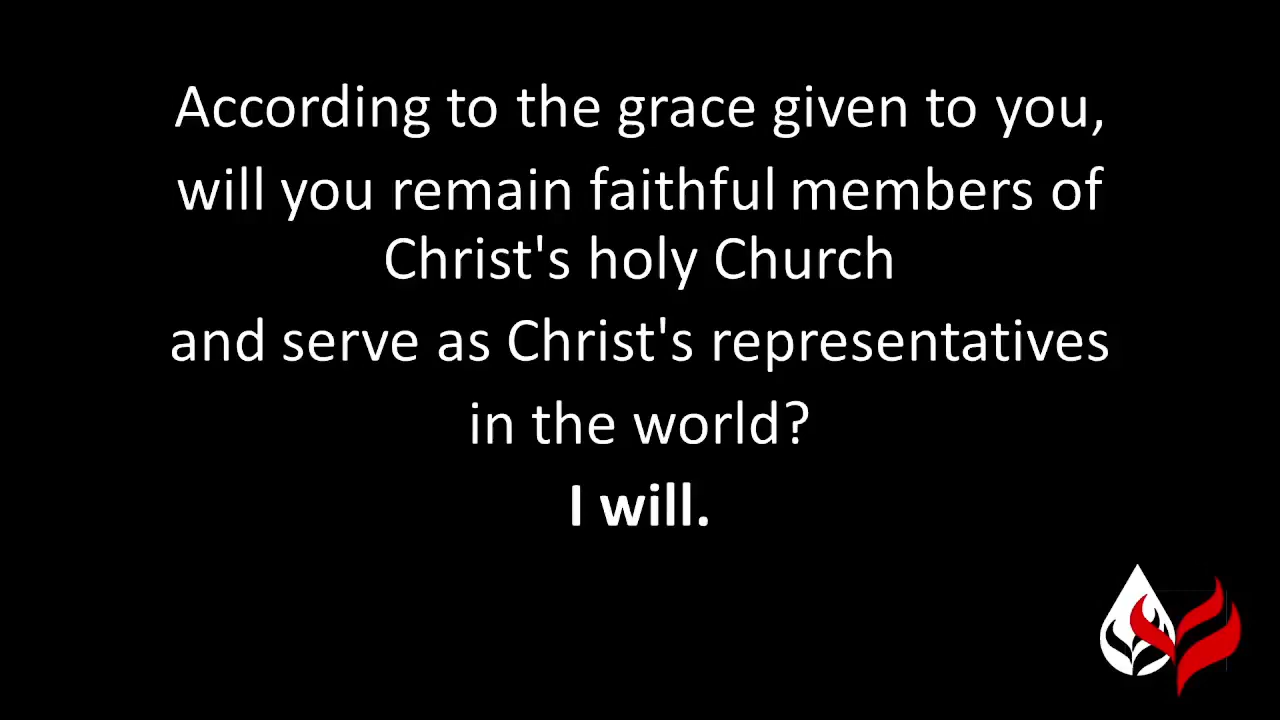 According to the grace given to you,
will you remain faithful members of
Christ's holy Church
and serve as Christ's representatives
in the world?
I will.